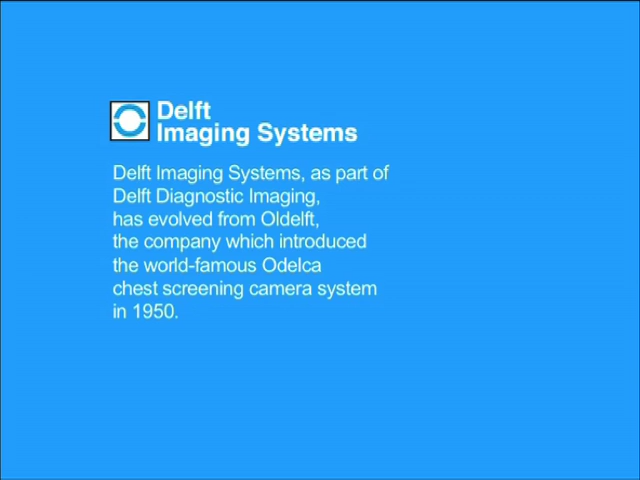 Delft
Imaging Systems
Delft Imaging Systems, as part of
Delft Diagnostic Imaging,
has evolved from Oldelft,
the company which introduced
the world-famous Odelca
chest screening camera system
in 1950.